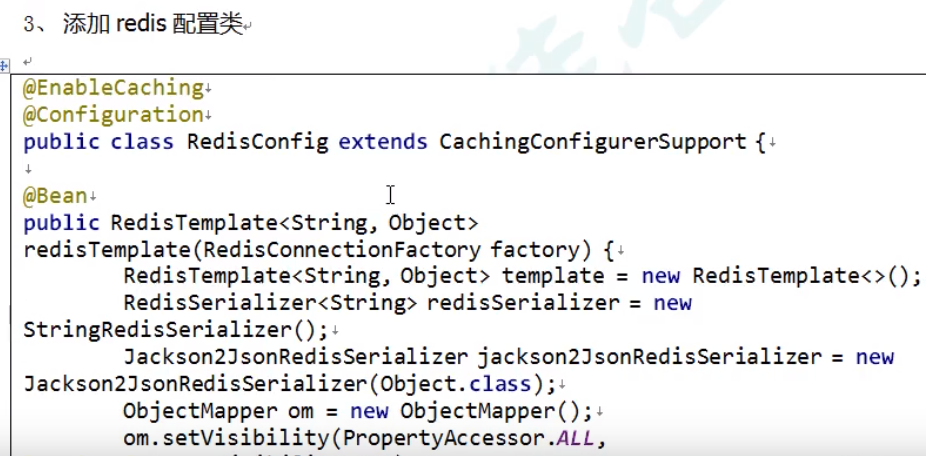 3、添加 redis 配置类
@EnableCaching
@Configuration
public class RedisConfig extends CachingConfigurerSupport {
@Bean
public RedisTemplate<String, Object>
redisTemplate(RedisConnectionFactory factory) {
RedisTemplate<String, Object> template = new RedisTemplate<>();
RedisSerializer<String> redisSerializer = new
StringRedisSerializer();
Jackson2JsonRedisSerializer jackson2JsonRedisSerializer = new
Jackson2JsonRedisSerializer(Object.class);
ObjectMapper om = new ObjectMapper();
om.setVisibility(PropertyAccessor.ALL,